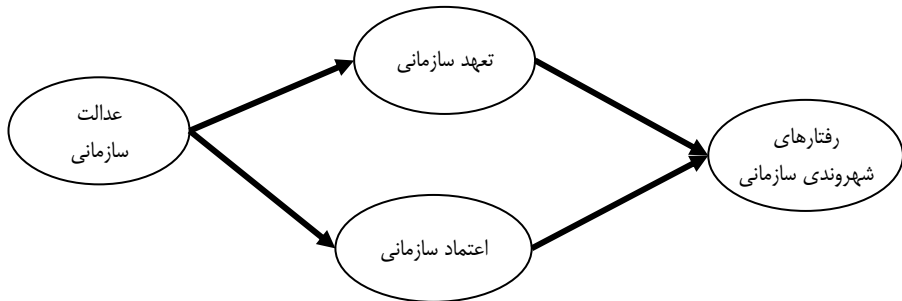 تعهد سازمانی
عدالت
سازمانی
رفتارهای
شهروندی سازمانی
اعتماد سازمانی